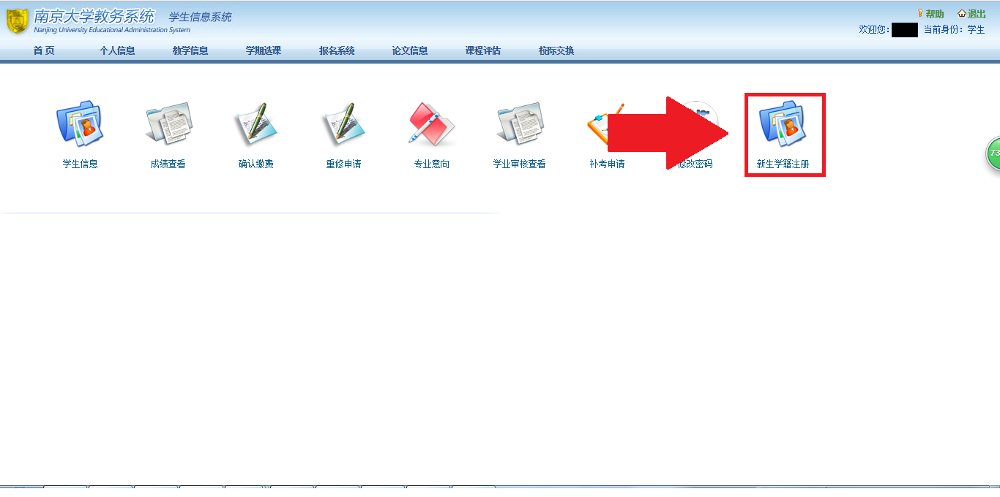 南京大学教务系统 学生信息系统
Nanjing University Educational Administration System
帮助 退出
欢迎您: 当前身份: 学生
首 页 个人信息 教学信息 学期选课 报名系统 论文信息 课程评估 校际交换
学生信息 成绩查看 确认缴费 重修申请 专业意向 学业审核查看 补考申请 修改密码 新生学籍注册
73